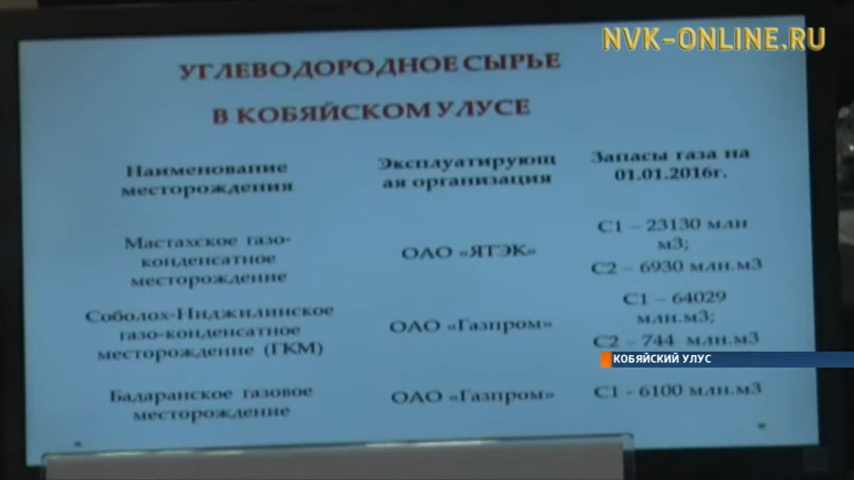 NVK-ONLINE.RU
УГЛЕВОДОРОДНОЕ СЫРЬЕ
В КОБЯЙСКОМ УЛУСЕ
Наименование
месторождения
Эксплуатирующ
ая организация
Запасы газа на
01.01.2016г.
Мастахское газо-
конденсатное
месторождение
ОАО «ЯТЭК»
С1 – 23130 млн
м3;
С2 – 6930 млн.м3
Соболох-Ниджилинское
газо-конденсатное
месторождение (ГКМ)
ОАО «Газпром»
С1 – 64029
млн.м3;
С2 – 744 млн.м3
КОБЯЙСКИЙ УЛУС
Бадаранское газовое
месторождение
ОАО «Газпром»
С1 - 6100 млн.м3